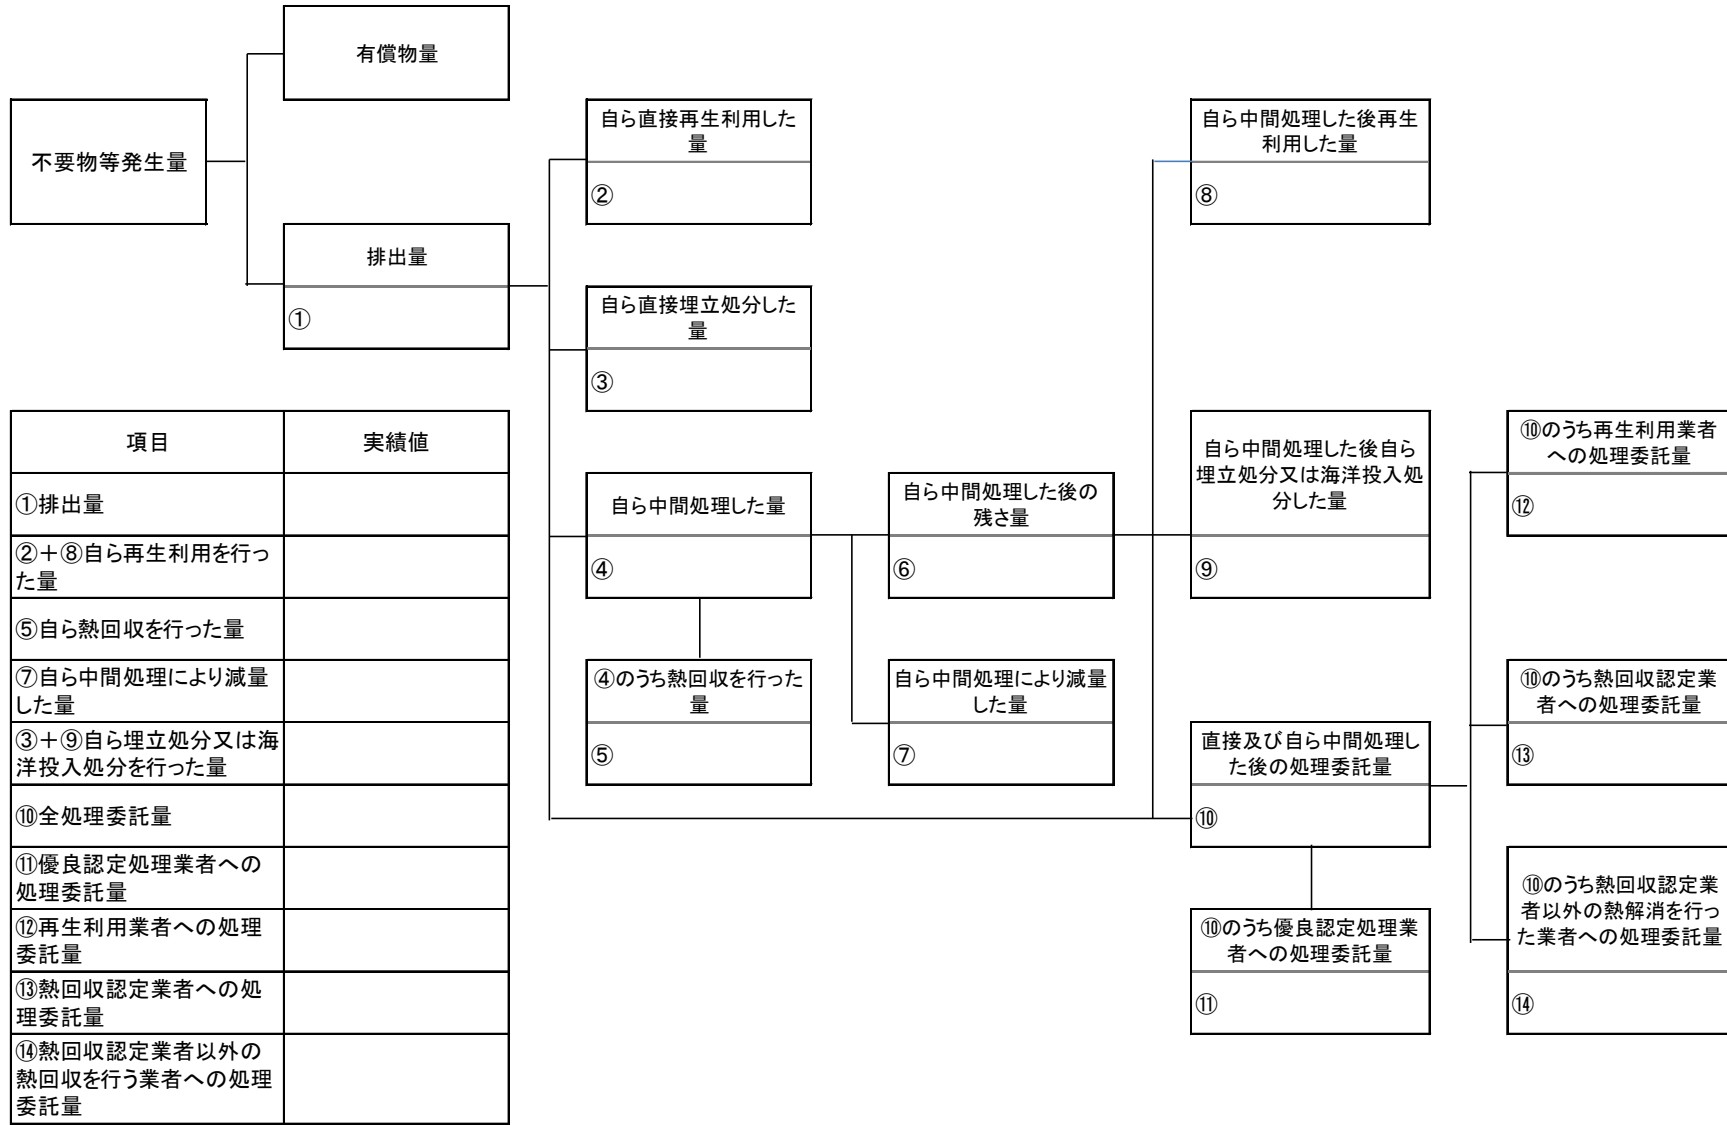 有償物量
不要物等発生量
排出量
①
自ら直接再生利用した
量
②
自ら直接埋立処分した
量
③
自ら中間処理した量
④
④のうち熱回収を行った
量
⑤
自ら中間処理した後の
残さ量
⑥
自ら中間処理により減量
した量
⑦
自ら中間処理した後再生
利用した量
⑧
自ら中間処理した後自ら
埋立処分又は海洋投入処
分した量
⑨
直接及び自ら中間処理し
た後の処理委託量
⑩
⑩のうち優良認定処理業
者への処理委託量
⑪
⑩のうち再生利用業者
への処理委託量
⑫
⑩のうち熱回収認定業
者への処理委託量
⑬
⑩のうち熱回収認定業
者以外の熱解消を行っ
た業者への処理委託量
⑭
項目 実績値
①排出量
②＋⑧自ら再生利用を行っ
た量
⑤自ら熱回収を行った量
⑦自ら中間処理により減量
した量
③＋⑨自ら埋立処分又は海
洋投入処分を行った量
⑩全処理委託量
⑪優良認定処理業者への
処理委託量
⑫再生利用業者への処理
委託量
⑬熱回収認定業者への処
理委託量
⑭熱回収認定業者以外の
熱回収を行う業者への処理
委託量